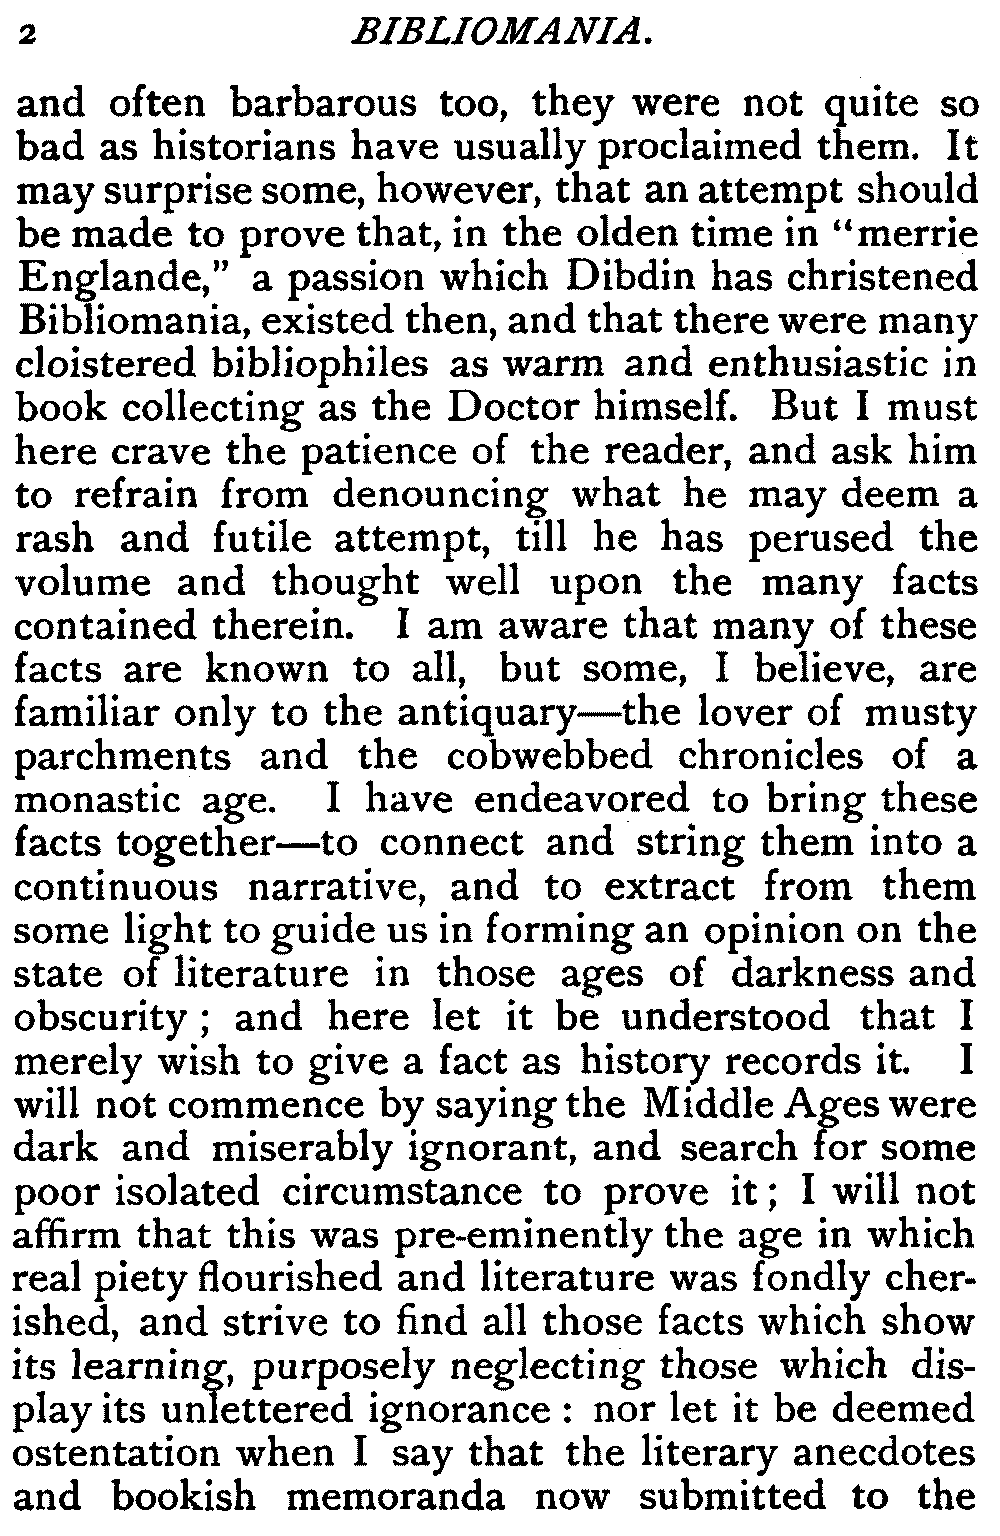 2 BIBLIOMANIA.
and often barbarous too, they were not quite so
bad as historians have usually proclaimed them. It
may surprise some, however, that an attempt should
be made to prove that, in the olden time in “merrie
Englande,” a passion which Dibdin has christened
Bibliomania, existed then, and that there were many
cloistered bibliophiles as warm and enthusiastic in
book collecting as the Doctor himself. But I must
here crave the patience of the reader, and ask him
to refrain from denouncing what he may deem a
rash and futile attempt, till he has perused the
volume and thought well upon the many facts
contained therein. I am aware that many of these
facts are known to all, but some, I believe, are
familiar only to the antiquary—the lover of musty
parchments and the cobwebbed chronicles of a
monastic age. I have endeavored to bring these
facts together—to connect and string them into a
continuous narrative, and to extract from them
some light to guide us in forming an opinion on the
state of literature in those ages of darkness and
obscurity ; and here let it be understood that I
merely wish to give a fact as history records it. I
will not commence by saying the Middle Ages were
dark and miserably ignorant, and search for some
poor isolated circumstance to prove it ; I will not
affirm that this was pre-eminently the age in which
real piety flourished and literature was fondly cher-
ished, and strive to find all those facts which show
its learning, purposely neglecting those which dis-
play its unlettered ignorance : nor let it be deemed
ostentation when I say that the literary anecdotes
and bookish memoranda now submitted to the